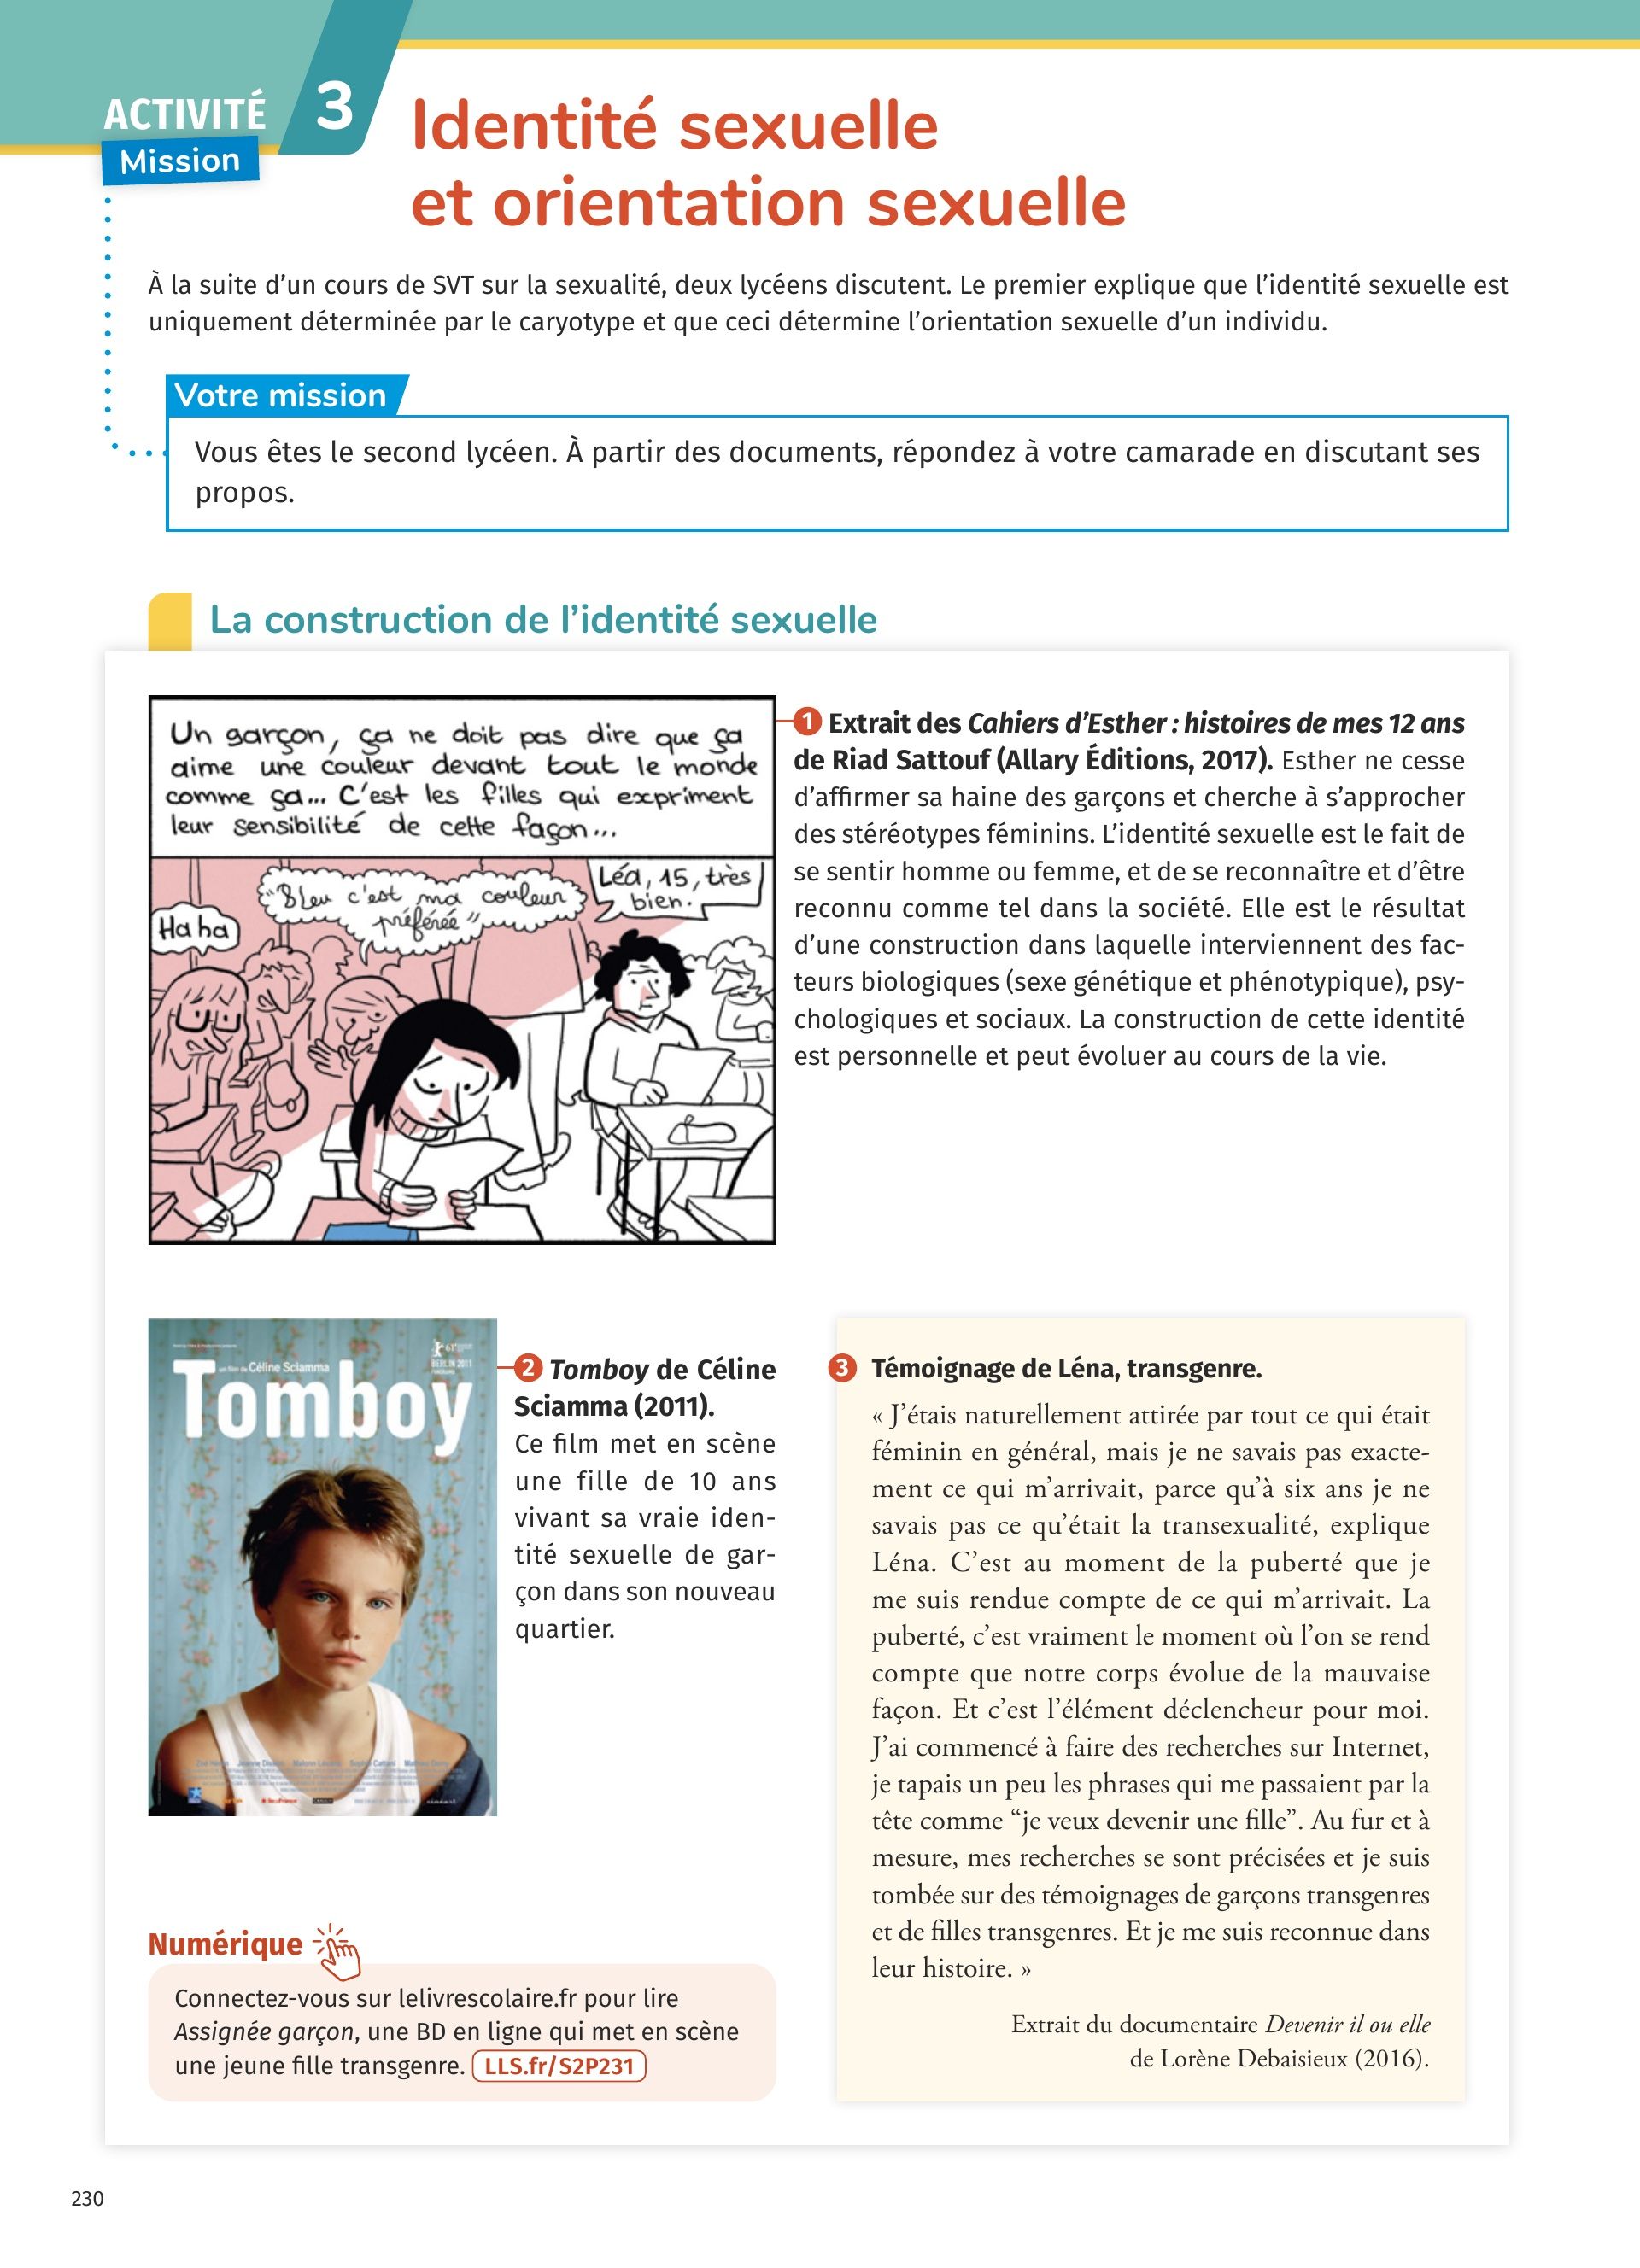 ACTIVITÉ 3
Mission
Identité sexuelle
et orientation sexuelle
À la suite d’un cours de SVT sur la sexualité, deux lycéens discutent. Le premier explique que l’identité sexuelle est
uniquement déterminée par le caryotype et que ceci détermine l’orientation sexuelle d’un individu.
Votre mission
Vous êtes le second lycéen. À partir des documents, répondez à votre camarade en discutant ses
propos.
La construction de l’identité sexuelle
Un garçon, ça ne doit pas dire que ça
aime une couleur devant tout le monde
comme ça... C’est les filles qui expriment
leur sensibilité de cette façon...
Ha ha
"Bleu c’est ma couleur
préférée"
Léa, 15, très
bien.
1 Extrait des Cahiers d’Esther : histoires de mes 12 ans
de Riad Sattouf (Allary Éditions, 2017). Esther ne cesse
d’affirmer sa haine des garçons et cherche à s’approcher
des stéréotypes féminins. L’identité sexuelle est le fait de
se sentir homme ou femme, et de se reconnaître et d’être
reconnu comme tel dans la société. Elle est le résultat
d’une construction dans laquelle interviennent des fac-
teurs biologiques (sexe génétique et phénotypique), psy-
chologiques et sociaux. La construction de cette identité
est personnelle et peut évoluer au cours de la vie.
un film de Céline Sciamma
61
BERLIN 2011
Tomboy
2 Tomboy de Céline
Sciamma (2011).
Ce film met en scène
une fille de 10 ans
vivant sa vraie iden-
tité sexuelle de gar-
çon dans son nouveau
quartier.
3 Témoignage de Léna, transgenre.
« J’étais naturellement attirée par tout ce qui était
féminin en général, mais je ne savais pas exacte-
ment ce qui m’arrivait, parce qu’à six ans je ne
savais pas ce qu’était la transexualité, explique
Léna. C’est au moment de la puberté que je
me suis rendue compte de ce qui m’arrivait. La
puberté, c’est vraiment le moment où l’on se rend
compte que notre corps évolue de la mauvaise
façon. Et c’est l’élément déclencheur pour moi.
J’ai commencé à faire des recherches sur Internet,
je tapais un peu les phrases qui me passaient par la
tête comme “je veux devenir une fille”. Au fur et à
mesure, mes recherches se sont précisées et je suis
tombée sur des témoignages de garçons transgenres
et de filles transgenres. Et je me suis reconnue dans
leur histoire. »
Extrait du documentaire Devenir il ou elle
de Lorène Debaisieux (2016).
Numérique
Connectez-vous sur lelivrescolaire.fr pour lire
Assignée garçon, une BD en ligne qui met en scène
une jeune fille transgenre. LLS.fr/S2P231
230